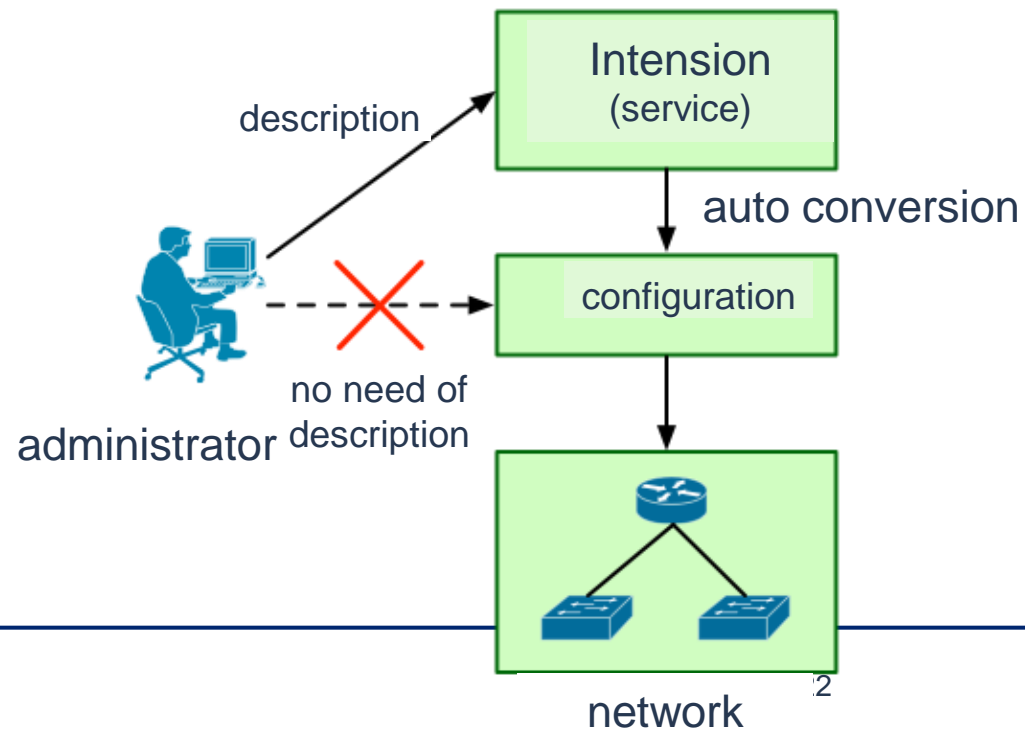 Intension
(service)
description
auto conversion
configuration
no need of
description
administrator
network